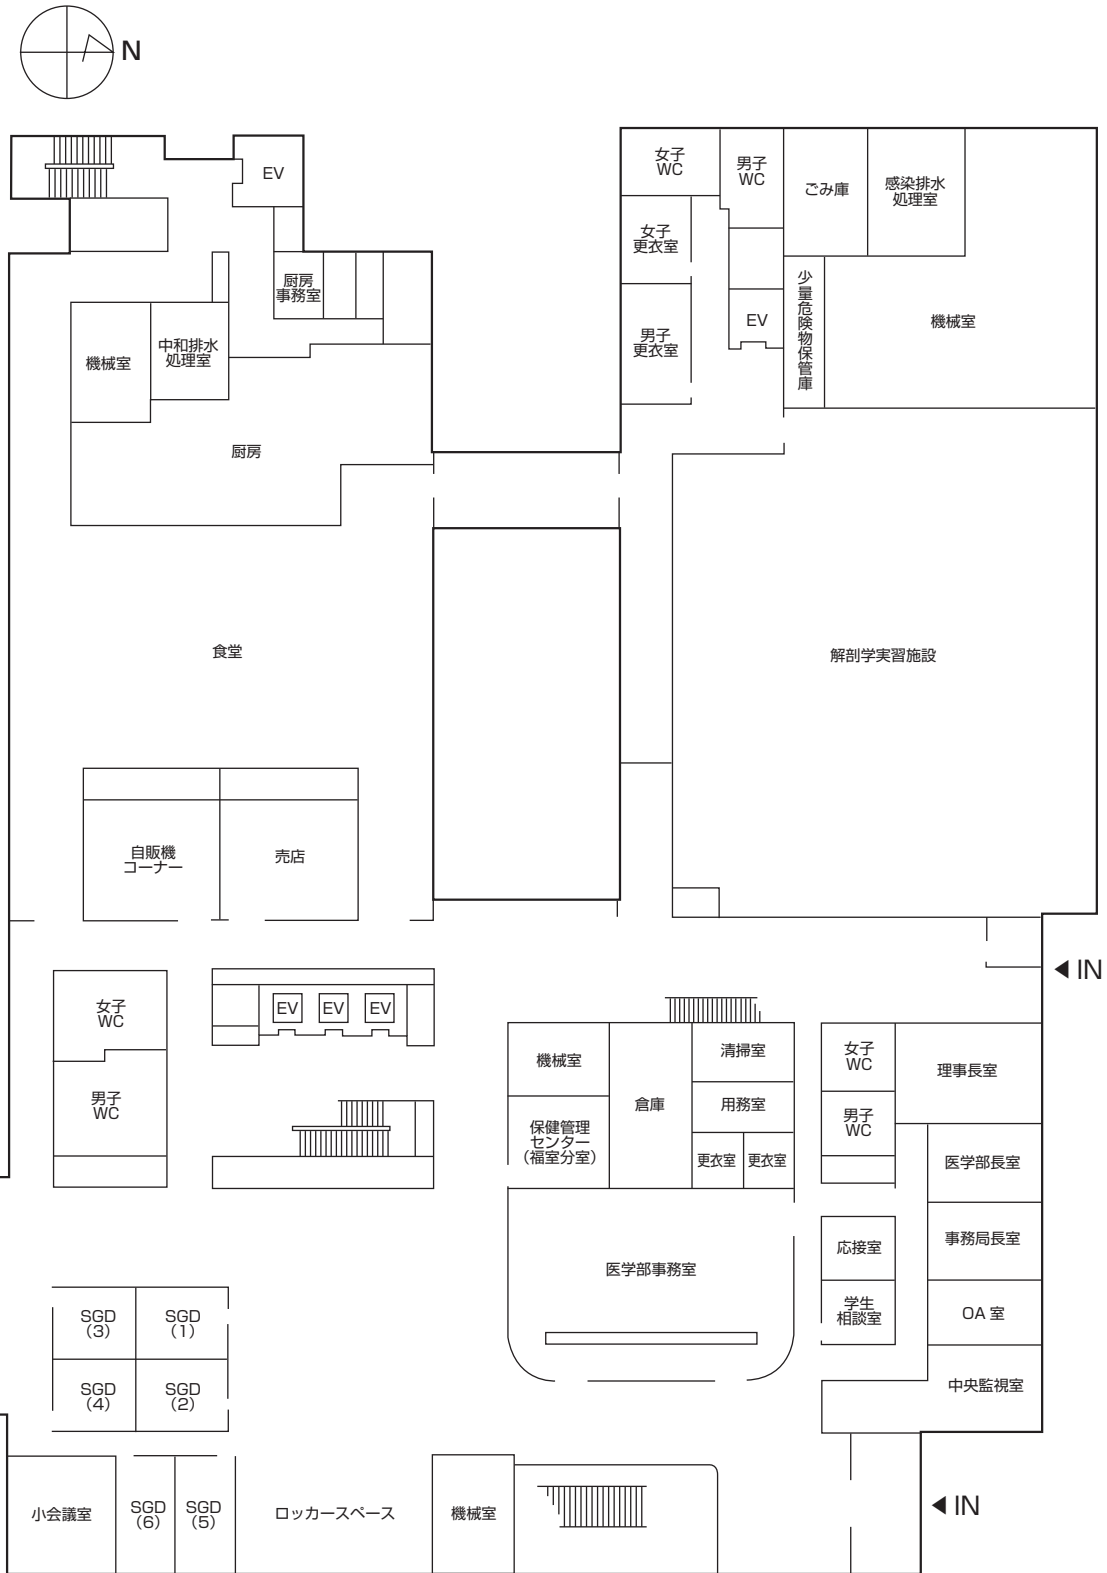 N
EV
女子
WC
男子
WC
ごみ庫
感染排水
処理室
女子
更衣室
厨房
事務室
男子
更衣室
EV
少量危険物保管庫
機械室
機械室
中和排水
処理室
厨房
食堂
解剖学実習施設
自販機
コーナー
売店
IN
女子
WC
EV
EV
EV
男子
WC
機械室
倉庫
清掃室
用務室
保健管理
センター
(福室分室)
更衣室
更衣室
女子
WC
男子
WC
理事長室
医学部長室
事務局長室
応接室
医学部事務室
学生
相談室
OA 室
中央監視室
SGD
(3)
SGD
(1)
SGD
(4)
SGD
(2)
小会議室
SGD
(6)
SGD
(5)
ロッカースペース
機械室
IN